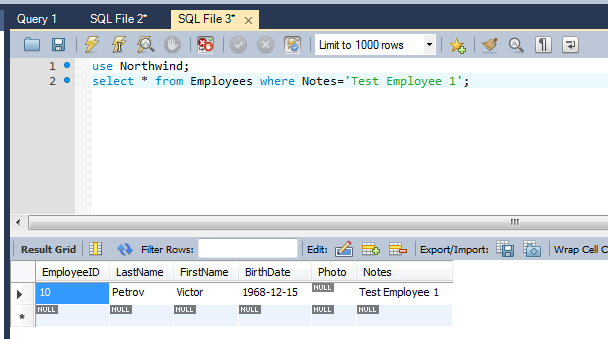 Query 1 SQL File 2* SQL File 3* ×
Limit to 1000 rows
1 use Northwind;
2 select * from Employees where Notes='Test Employee 1';
Result Grid Filter Rows: Edit: Export/Import: Wrap Cell C
EmployeeID LastName FirstName BirthDate Photo Notes
10 Petrov Victor 1968-12-15 NULL Test Employee 1
* NULL NULL NULL NULL NULL NULL